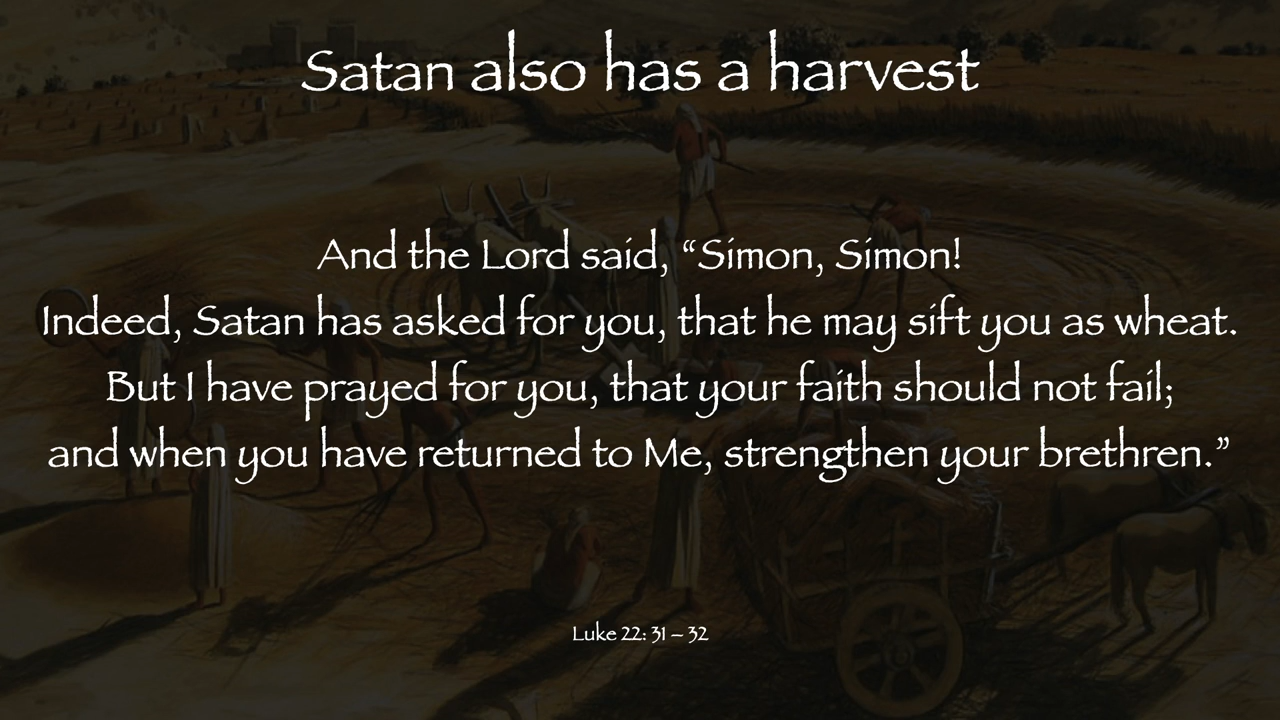 Satan also has a harvest
And the Lord said, “Simon, Simon!
Indeed, Satan has asked for you, that he may sift you as wheat.
But I have prayed for you, that your faith should not fail;
and when you have returned to Me, strengthen your brethren.”
Luke 22: 31 – 32